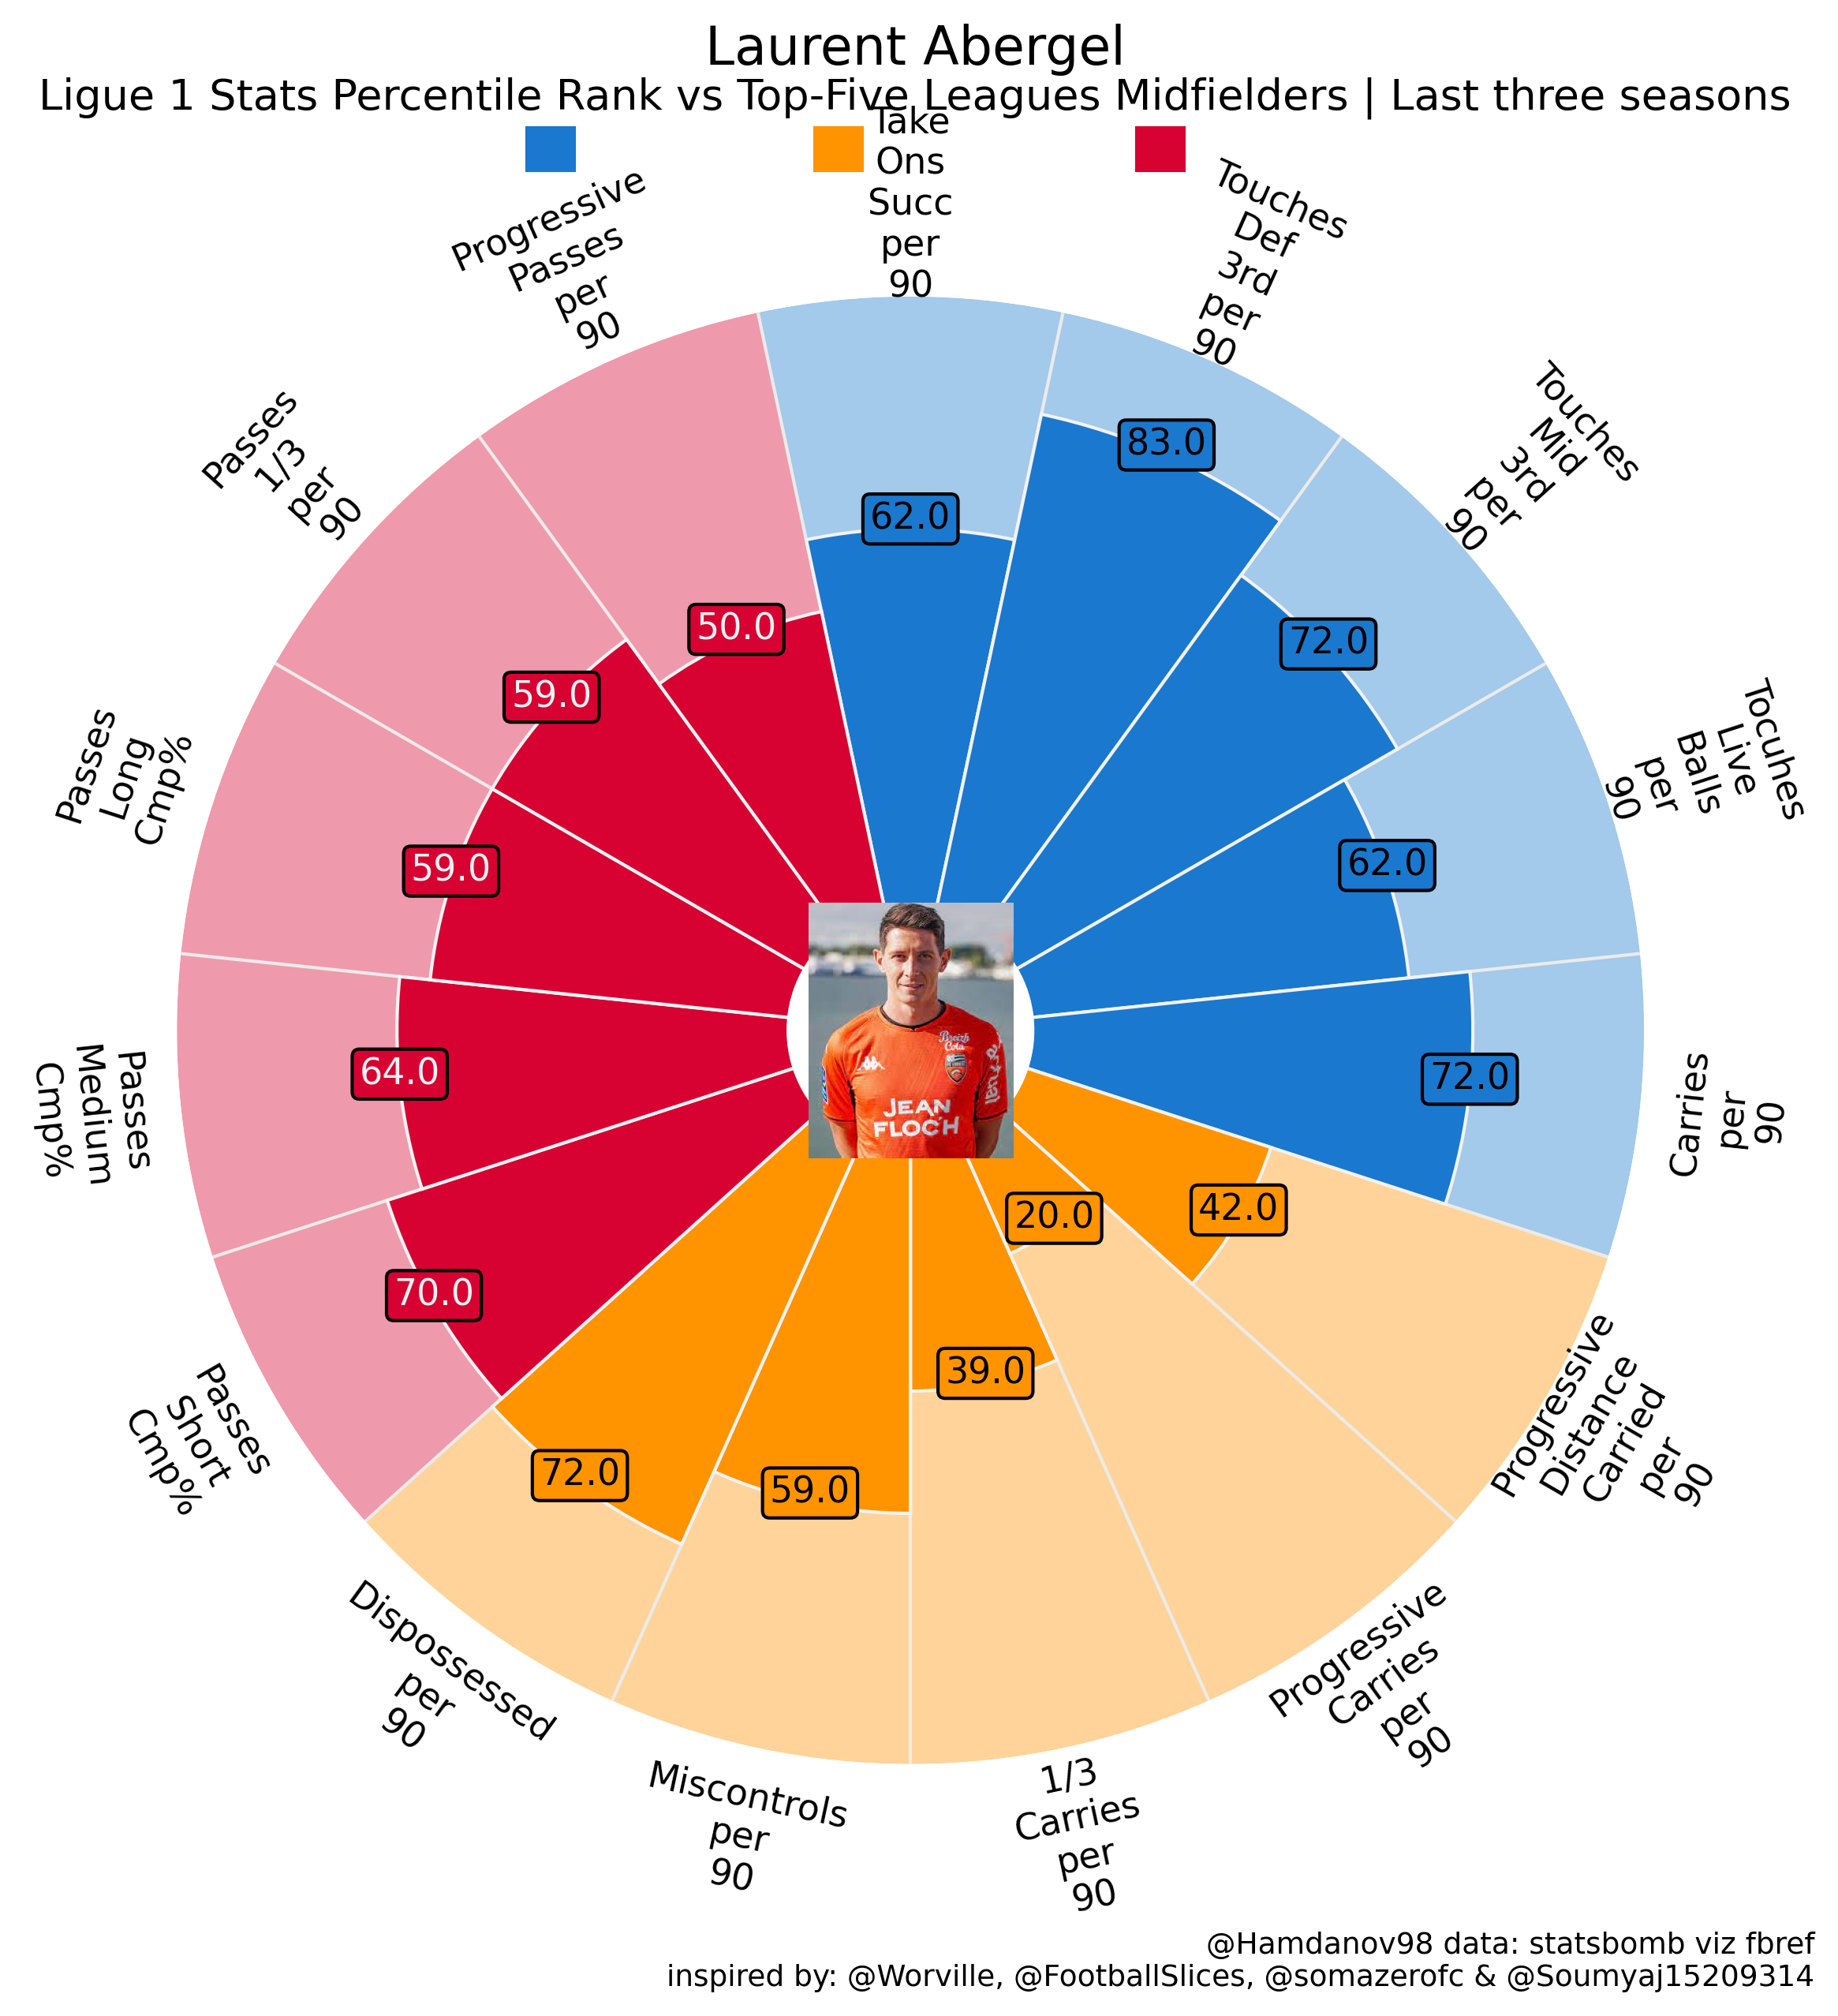 Laurent Abergel
Ligue 1 Stats Percentile Rank vs Top-Five Leagues Midfielders | Last three seasons
Take
Ons
Succ
per
90
62.0
Touches
Def
3rd
per
90
83.0
Touches
Mid
3rd
per
90
72.0
Tocuhes
Live
Balls
per
90
62.0
Carries
per
90
72.0
Progressive
Distance
Carried
per
90
42.0
Progressive
Carries
per
90
20.0
1/3
Carries
per
90
39.0
Miscontrols
per
90
59.0
Dispossessed
per
90
72.0
Passes
Short
Cmp%
70.0
Passes
Medium
Cmp%
64.0
Passes
Long
Cmp%
59.0
Passes
1/3
per
90
59.0
Progressive
Passes
per
90
50.0
Breizh
Cola
JEAN
FLOC'H
@Hamdanov98 data: statsbomb viz fbref
inspired by: @Worville, @FootballSlices, @somazerofc & @Soumyaj15209314